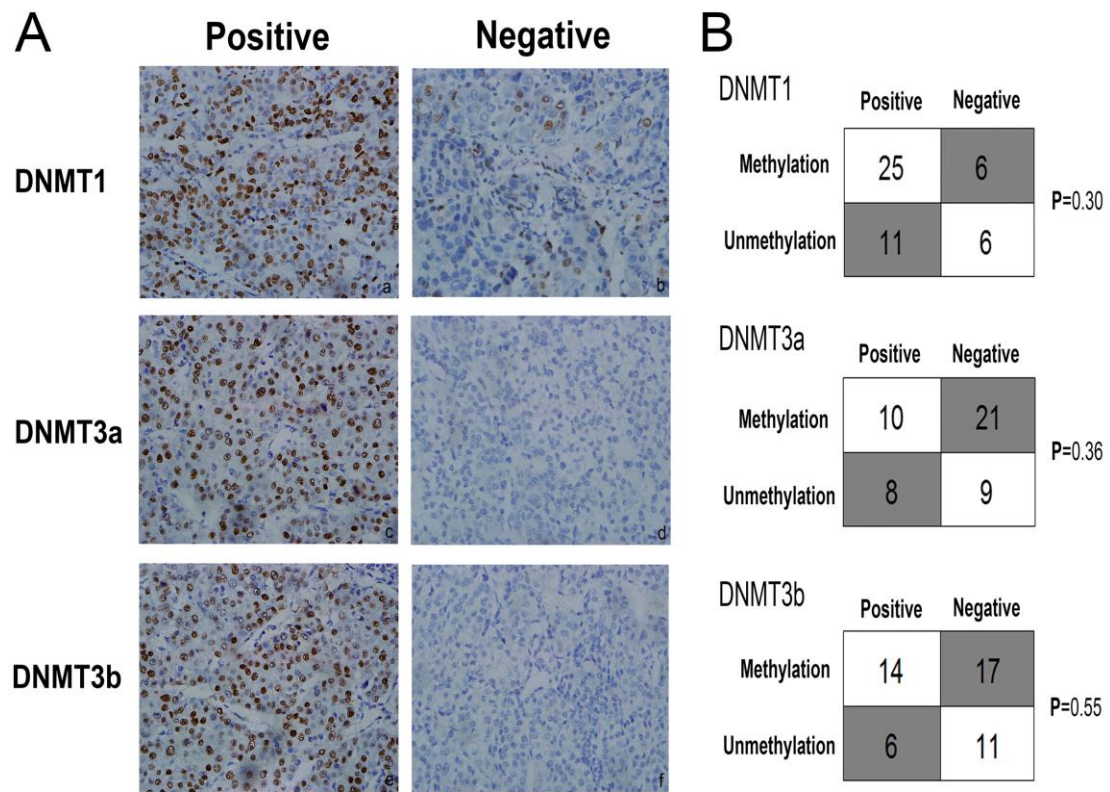 A
Positive Negative
DNMT1
a
b
DNMT3a
c
d
DNMT3b
e
f
B
DNMT1
Positive Negative
Methylation 25 6
Unmethylation 11 6
P=0.30
DNMT3a
Positive Negative
Methylation 10 21
Unmethylation 8 9
P=0.36
DNMT3b
Positive Negative
Methylation 14 17
Unmethylation 6 11
P=0.55